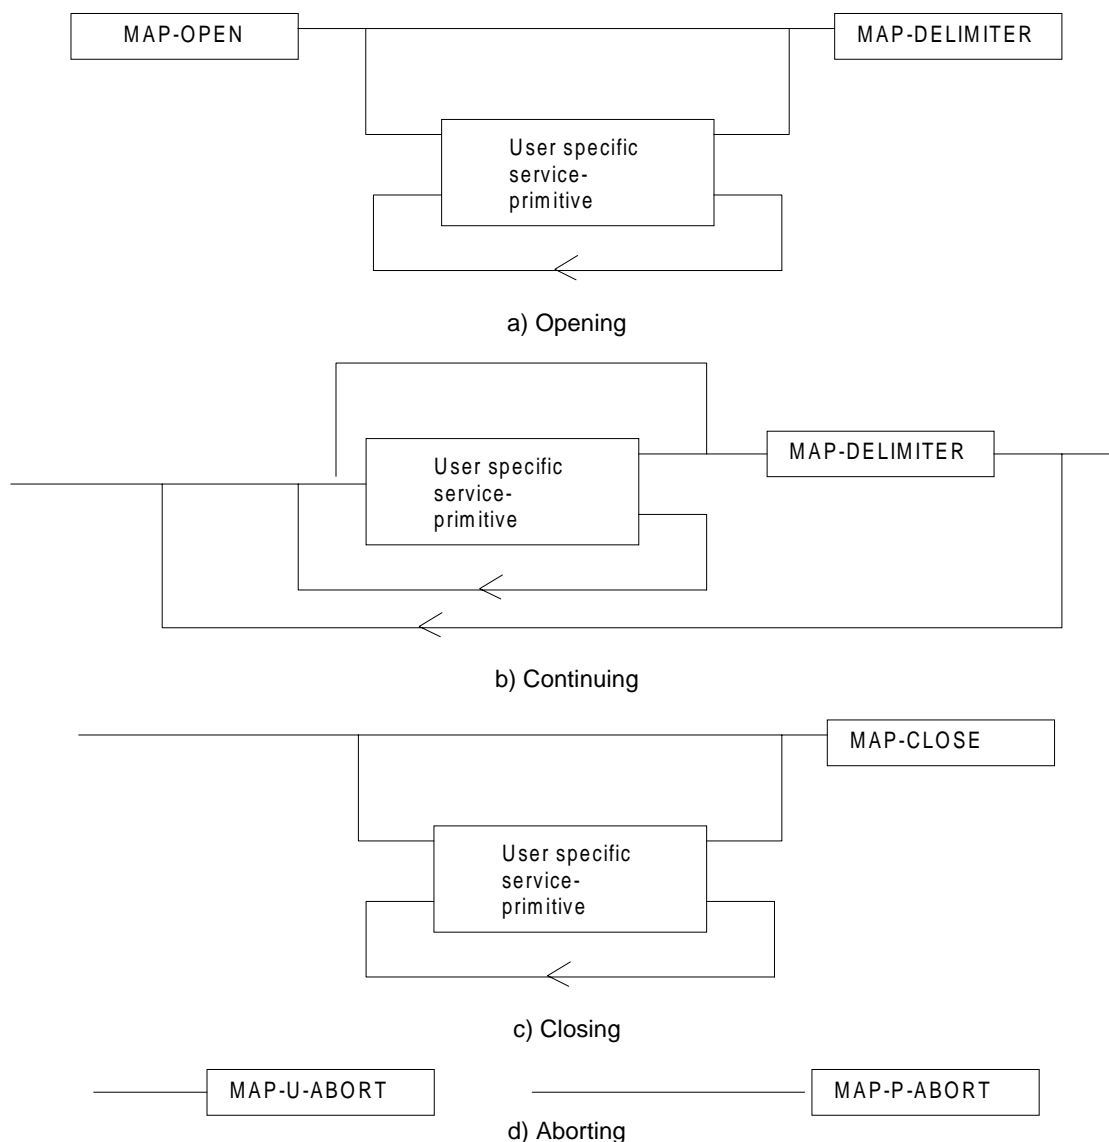 MAP-OPEN
MAP-DELIMITER
User specific
service-
primitive
a) Opening
User specific
service-
primitive
MAP-DELIMITER
b) Continuing
MAP-CLOSE
User specific
service-
primitive
c) Closing
MAP-U-ABORT
MAP-P-ABORT
d) Aborting